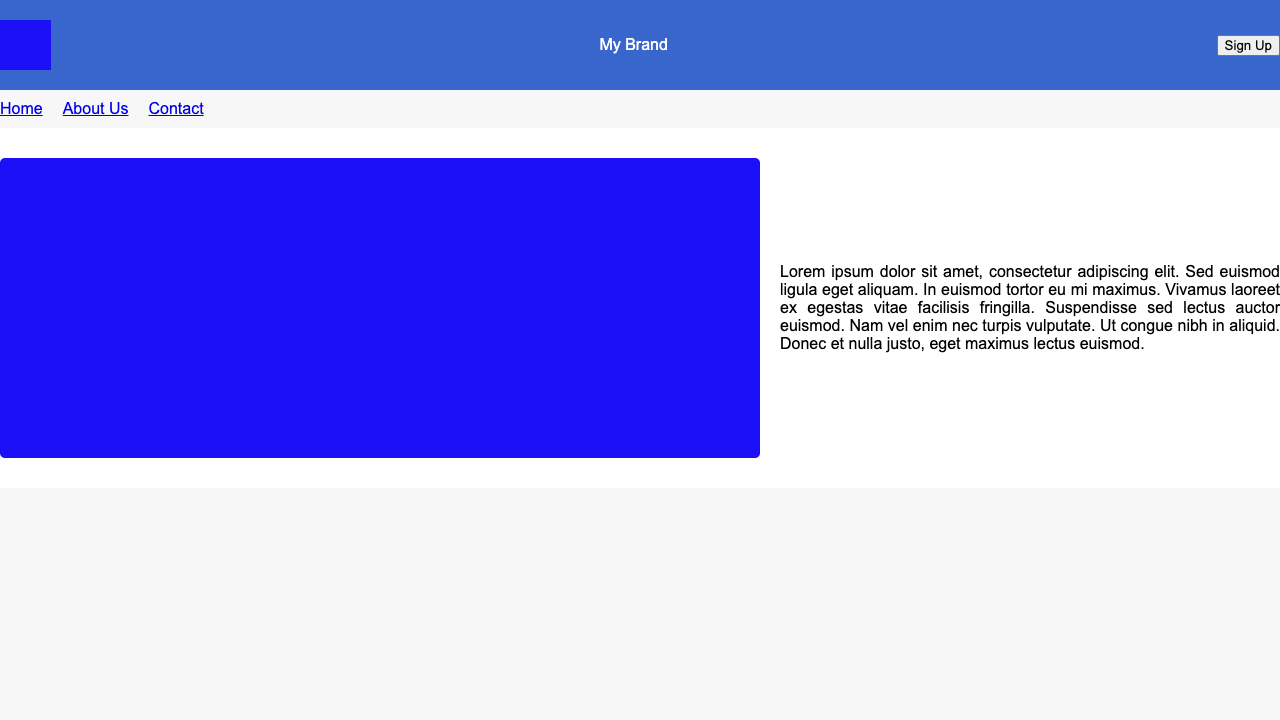 My Brand
Sign Up
Home About Us Contact
Lorem ipsum dolor sit amet, consectetur adipiscing elit. Sed euismod
ligula eget aliquam. In euismod tortor eu mi maximus. Vivamus laoreet
ex egestas vitae facilisis fringilla. Suspendisse sed lectus auctor
euismod. Nam vel enim nec turpis vulputate. Ut congue nibh in aliquid.
Donec et nulla justo, eget maximus lectus euismod.